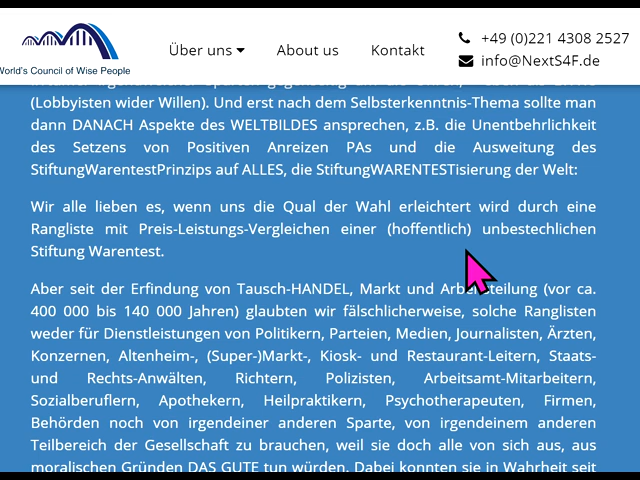 World's Council of Wise People
Über uns
About us
Kontakt
+49 (0)221 4308 2527
info@NextS4F.de
(Lobbyisten wider Willen). Und erst nach dem Selbsterkenntnis-Thema sollte man
dann DANACH Aspekte des WELTBILDES ansprechen, z.B. die Unentbehrlichkeit
des Setzens von Positiven Anreizen PAs und die Ausweitung des
StiftungWarentestPrinzips auf ALLES, die StiftungWARENTESTisierung der Welt:
Wir alle lieben es, wenn uns die Qual der Wahl erleichtert wird durch eine
Rangliste mit Preis-Leistungs-Vergleichen einer (hoffentlich) unbestechlichen
Stiftung Warentest.
Aber seit der Erfindung von Tausch-HANDEL, Markt und Arbeitsteilung (vor ca.
400 000 bis 140 000 Jahren) glaubten wir fälschlicherweise, solche Ranglisten
weder für Dienstleistungen von Politikern, Parteien, Medien, Journalisten, Ärzten,
Konzernen, Altenheim-, (Super-)Markt-, Kiosk- und Restaurant-Leitern, Staats-
und Rechts-Anwälten, Richtern, Polizisten, Arbeitsamt-Mitarbeitern,
Sozialberuflern, Apothekern, Heilpraktikern, Psychotherapeuten, Firmen,
Behörden noch von irgendeiner anderen Sparte, von irgendeinem anderen
Teilbereich der Gesellschaft zu brauchen, weil sie doch alle von sich aus, aus
moralischen Gründen DAS GUTE tun würden. Dabei konnten sie in Wahrheit seit